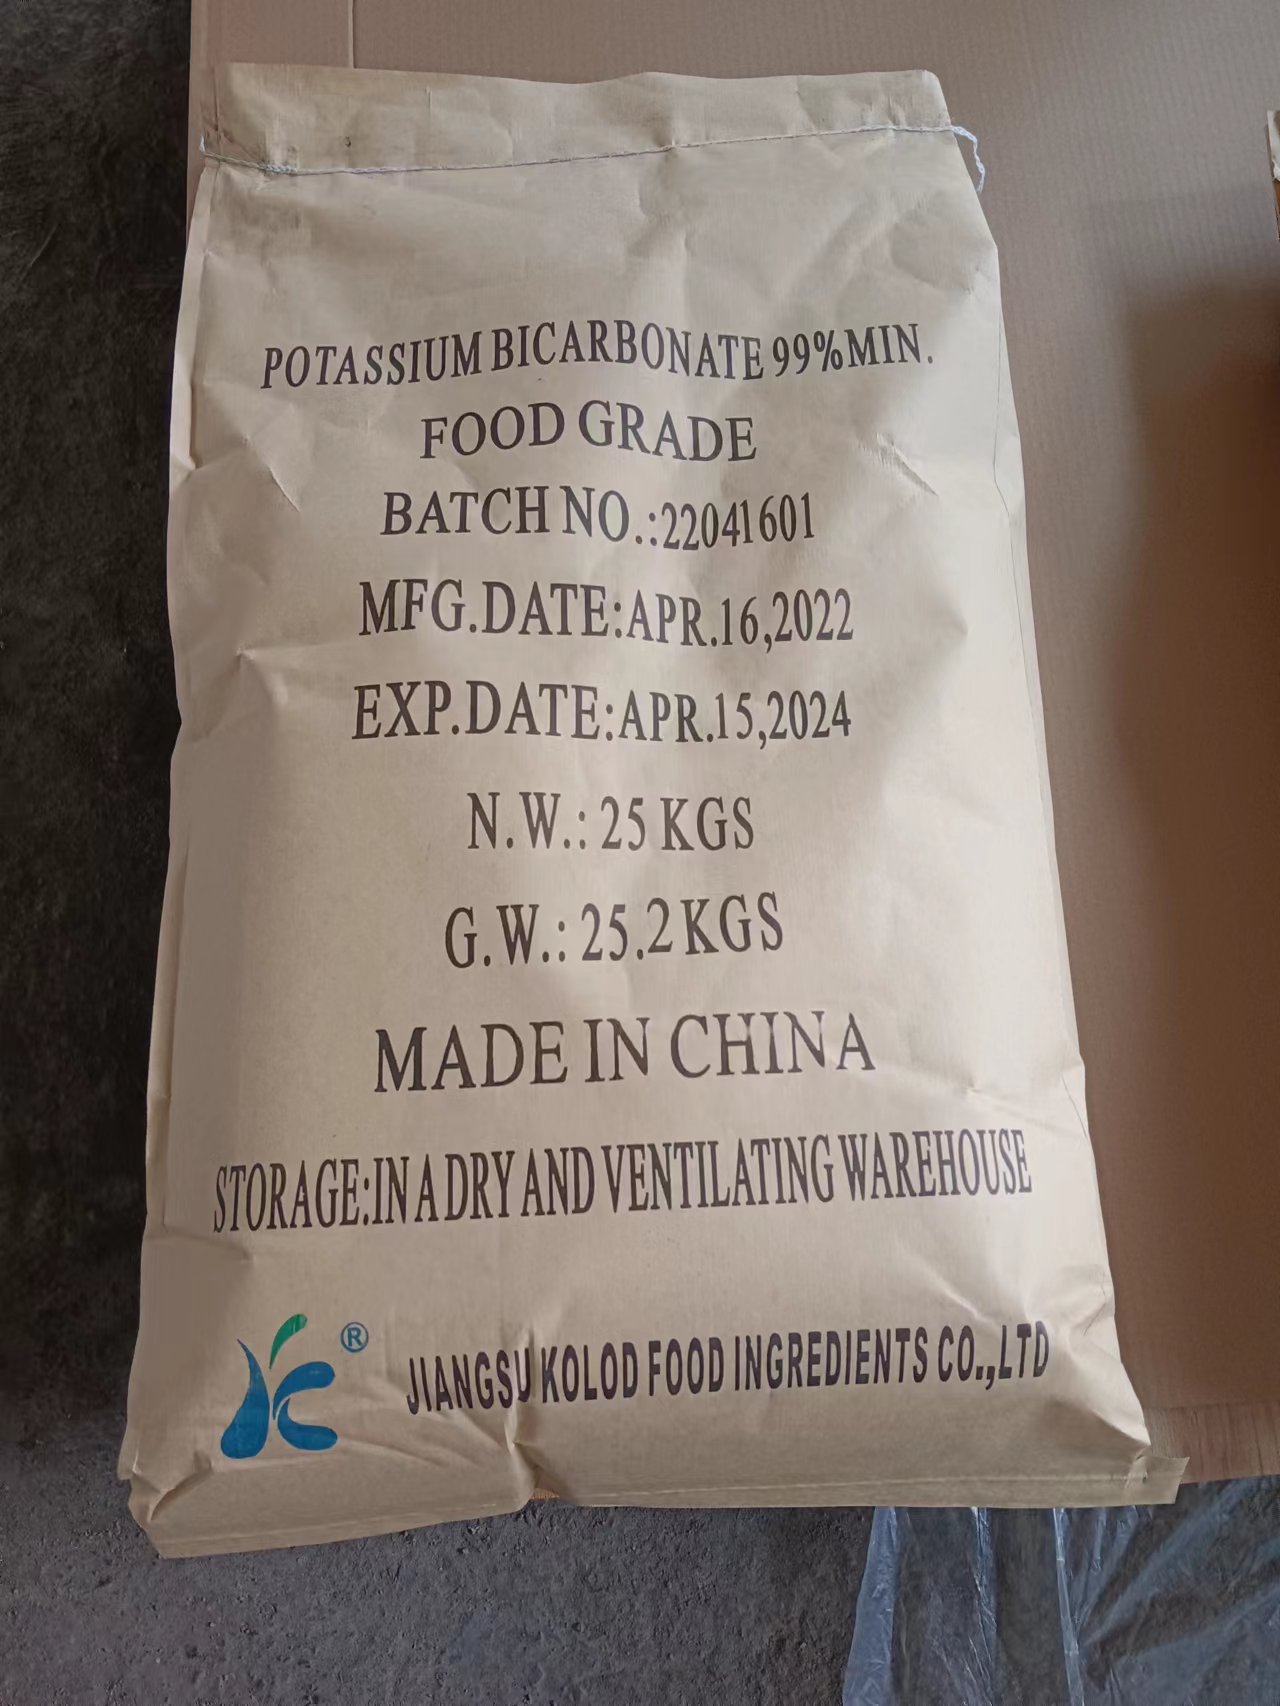 POTASSIUM BICARBONATE 99%MIN.
FOOD GRADE
BATCH NO.:22041601
MFG.DATE:APR.16,2022
EXP.DATE:APR.15,2024
N.W.: 25 KGS
G.W.: 25.2 KGS
MADE IN CHINA
STORAGE:IN A DRY AND VENTILATING WAREHOUSE
®
JIANGSU KOLOD FOOD INGREDIENTS CO.,LTD